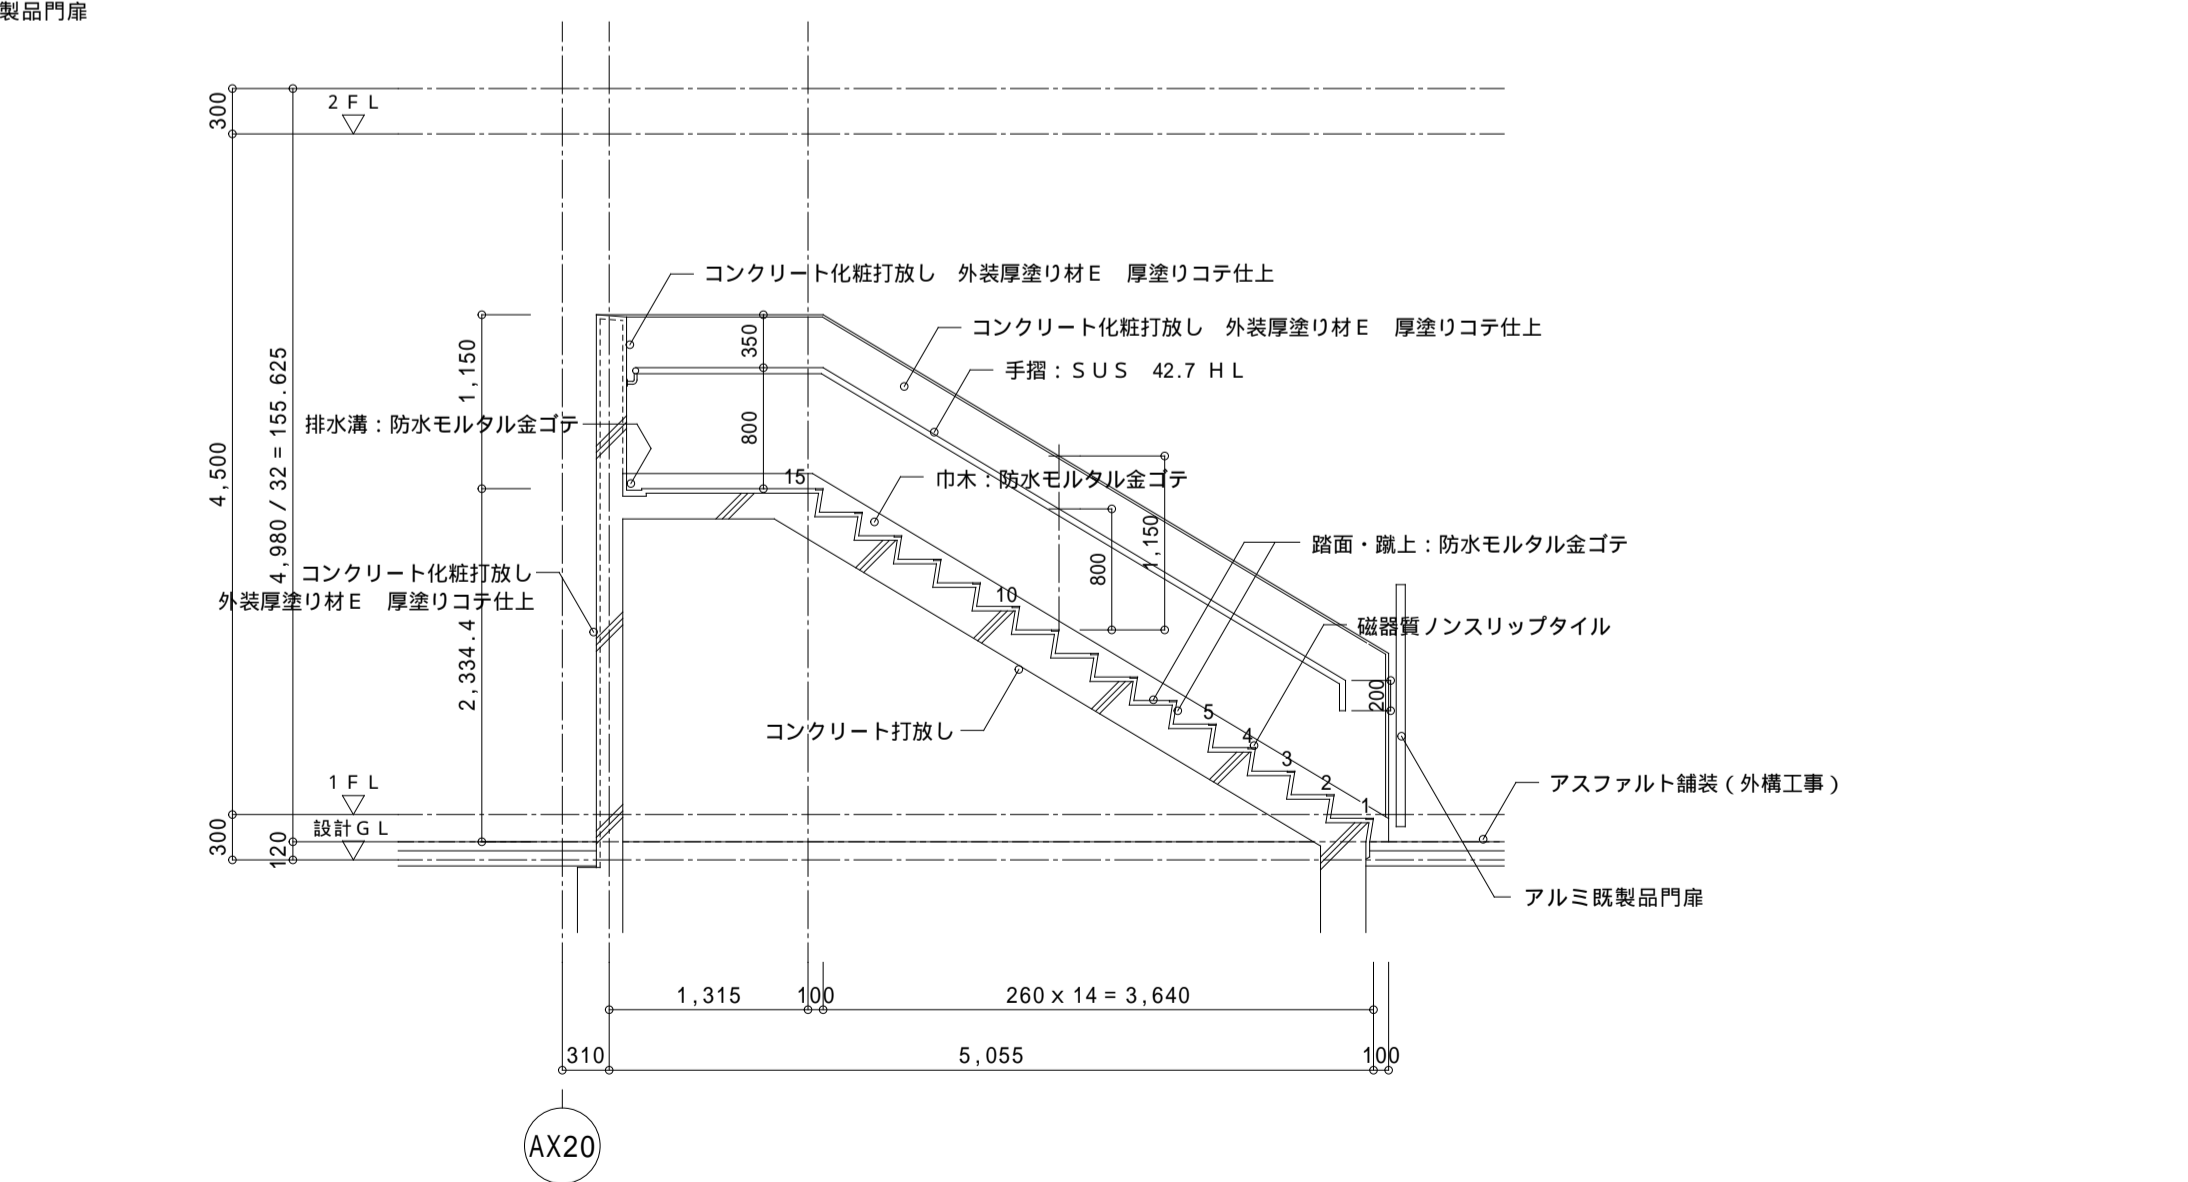 製品門扉
300
２ＦＬ
コンクリート化粧打放し　外装厚塗り材Ｅ　厚塗りコテ仕上
コンクリート化粧打放し　外装厚塗り材Ｅ　厚塗りコテ仕上
手摺：ＳＵＳ　42.7 ＨＬ
350
1,150
4,980 / 32 = 155.625
4,500
排水溝：防水モルタル金ゴテ
800
15
巾木：防水モルタル金ゴテ
1,150
800
踏面・蹴上：防水モルタル金ゴテ
コンクリート化粧打放し
外装厚塗り材Ｅ　厚塗りコテ仕上
10
磁器質ノンスリップタイル
2,334.4
200
5
4
3
2
1
コンクリート打放し
１ＦＬ
アスファルト舗装（外構工事）
設計ＧＬ
300
120
アルミ既製品門扉
1,315
100
260 x 14 = 3,640
310
5,055
100
AX20